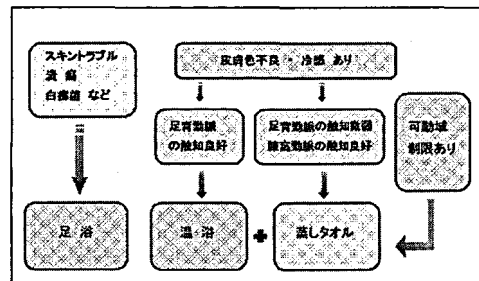 スキントラブル
潰瘍
白癬菌 など
皮膚色不良・冷感 あり
足背動脈
の触知良好
足背動脈の触知微弱
膝窩動脈の触知良好
可動域
制限あり
足 浴
温 浴
+
蒸しタオル